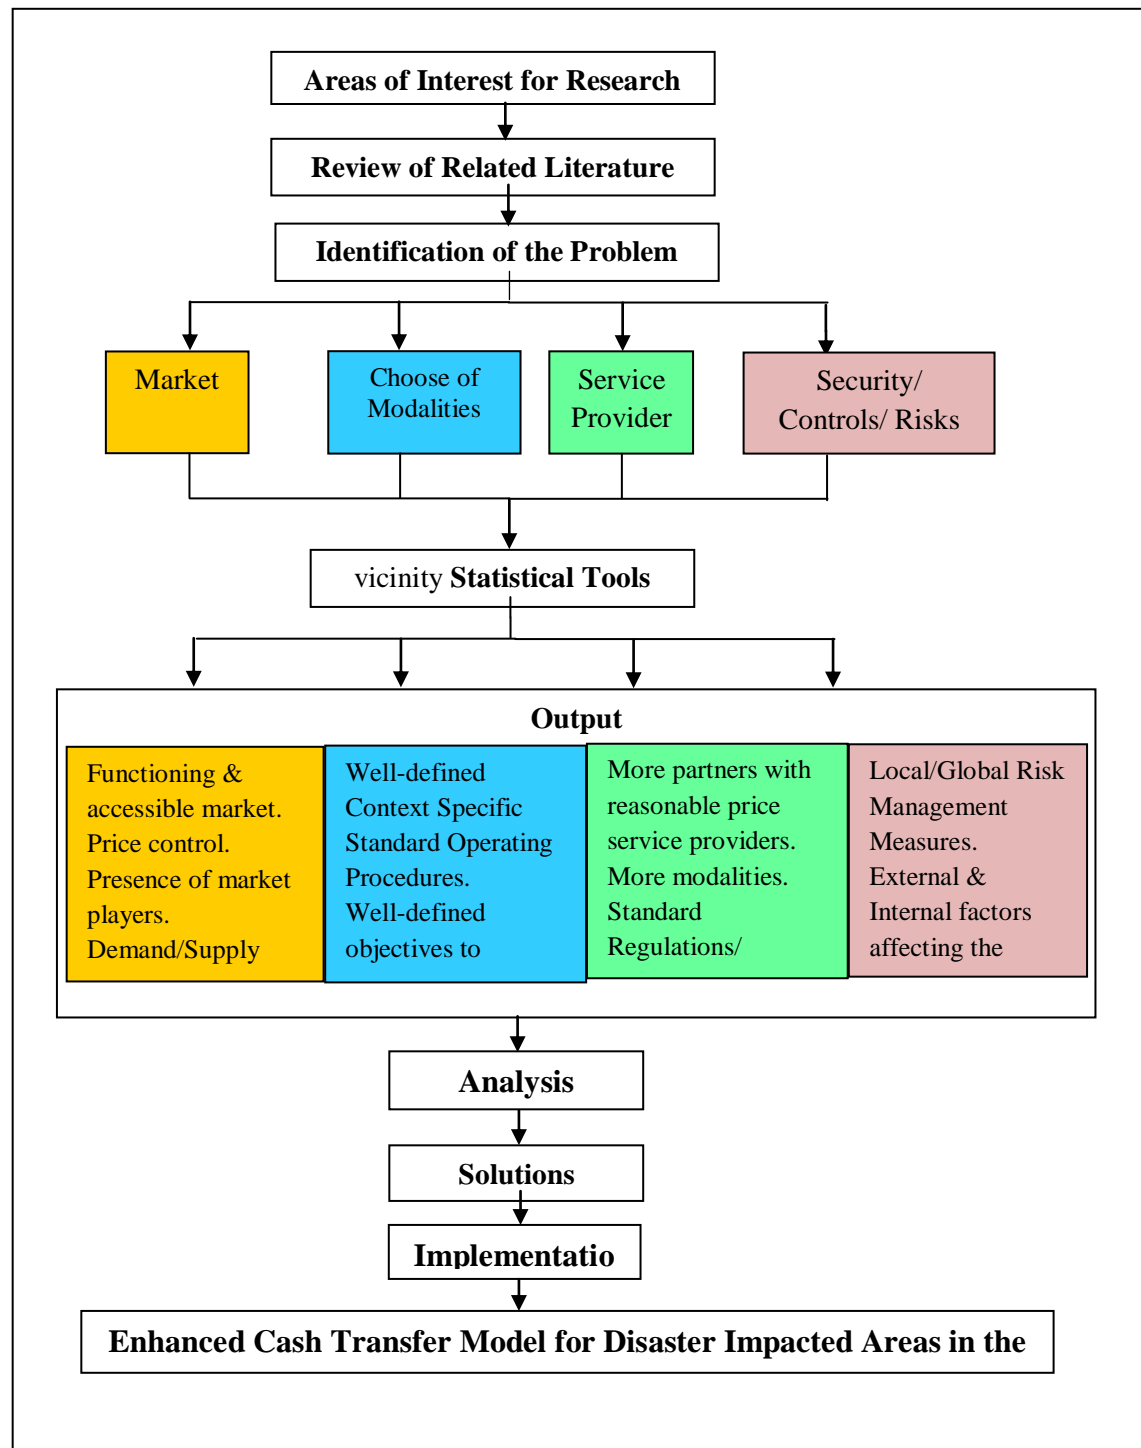 Areas of Interest for Research
Review of Related Literature
Identification of the Problem
Market
Choose of
Modalities
Service
Provider
Security/
Controls/ Risks
vicinity Statistical Tools
Output
Functioning &
accessible market.
Price control.
Presence of market
players.
Demand/Supply
Well-defined
Context Specific
Standard Operating
Procedures.
Well-defined
objectives to
More partners with
reasonable price
service providers.
More modalities.
Standard
Regulations/
Local/Global Risk
Management
Measures.
External &
Internal factors
affecting the
Analysis
Solutions
Implementatio
Enhanced Cash Transfer Model for Disaster Impacted Areas in the